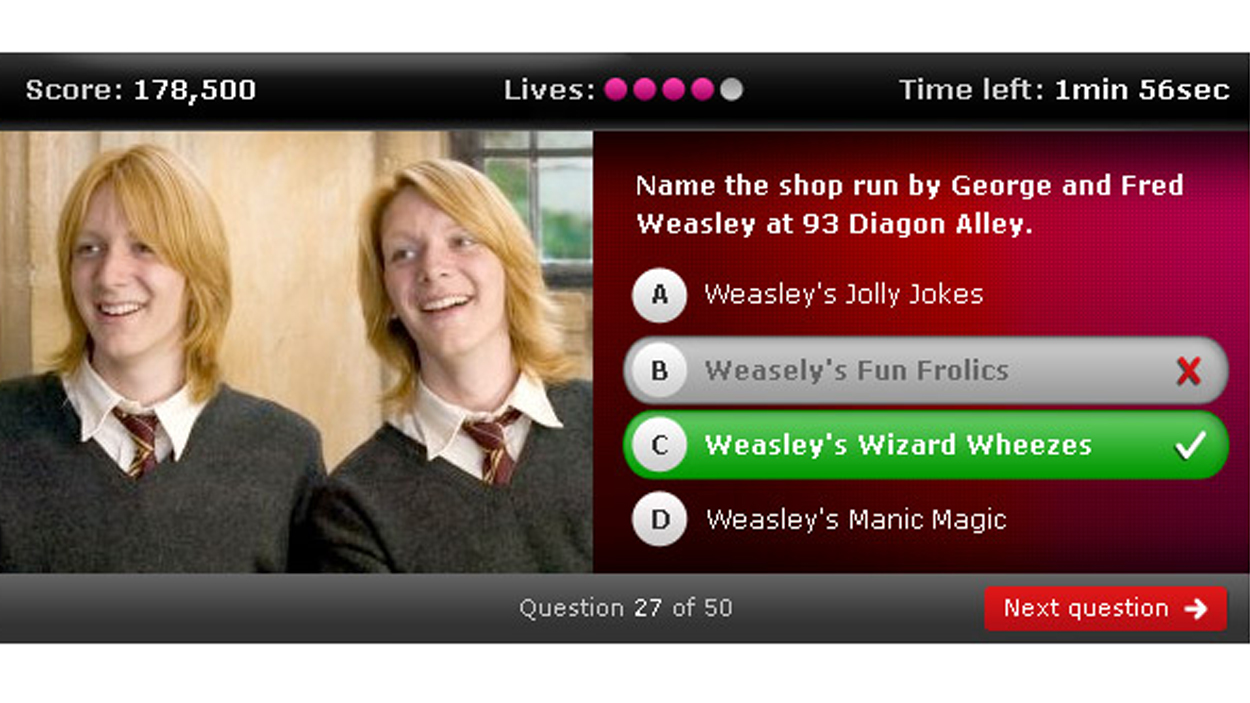 Score: 178,500
Lives:
Time left: 1min 56sec
Name the shop run by George and Fred
Weasley at 93 Diagon Alley.
A Weasley's Jolly Jokes
B Weasely's Fun Frolics
C Weasley's Wizard Wheezes
D Weasley's Manic Magic
Question 27 of 50
Next question